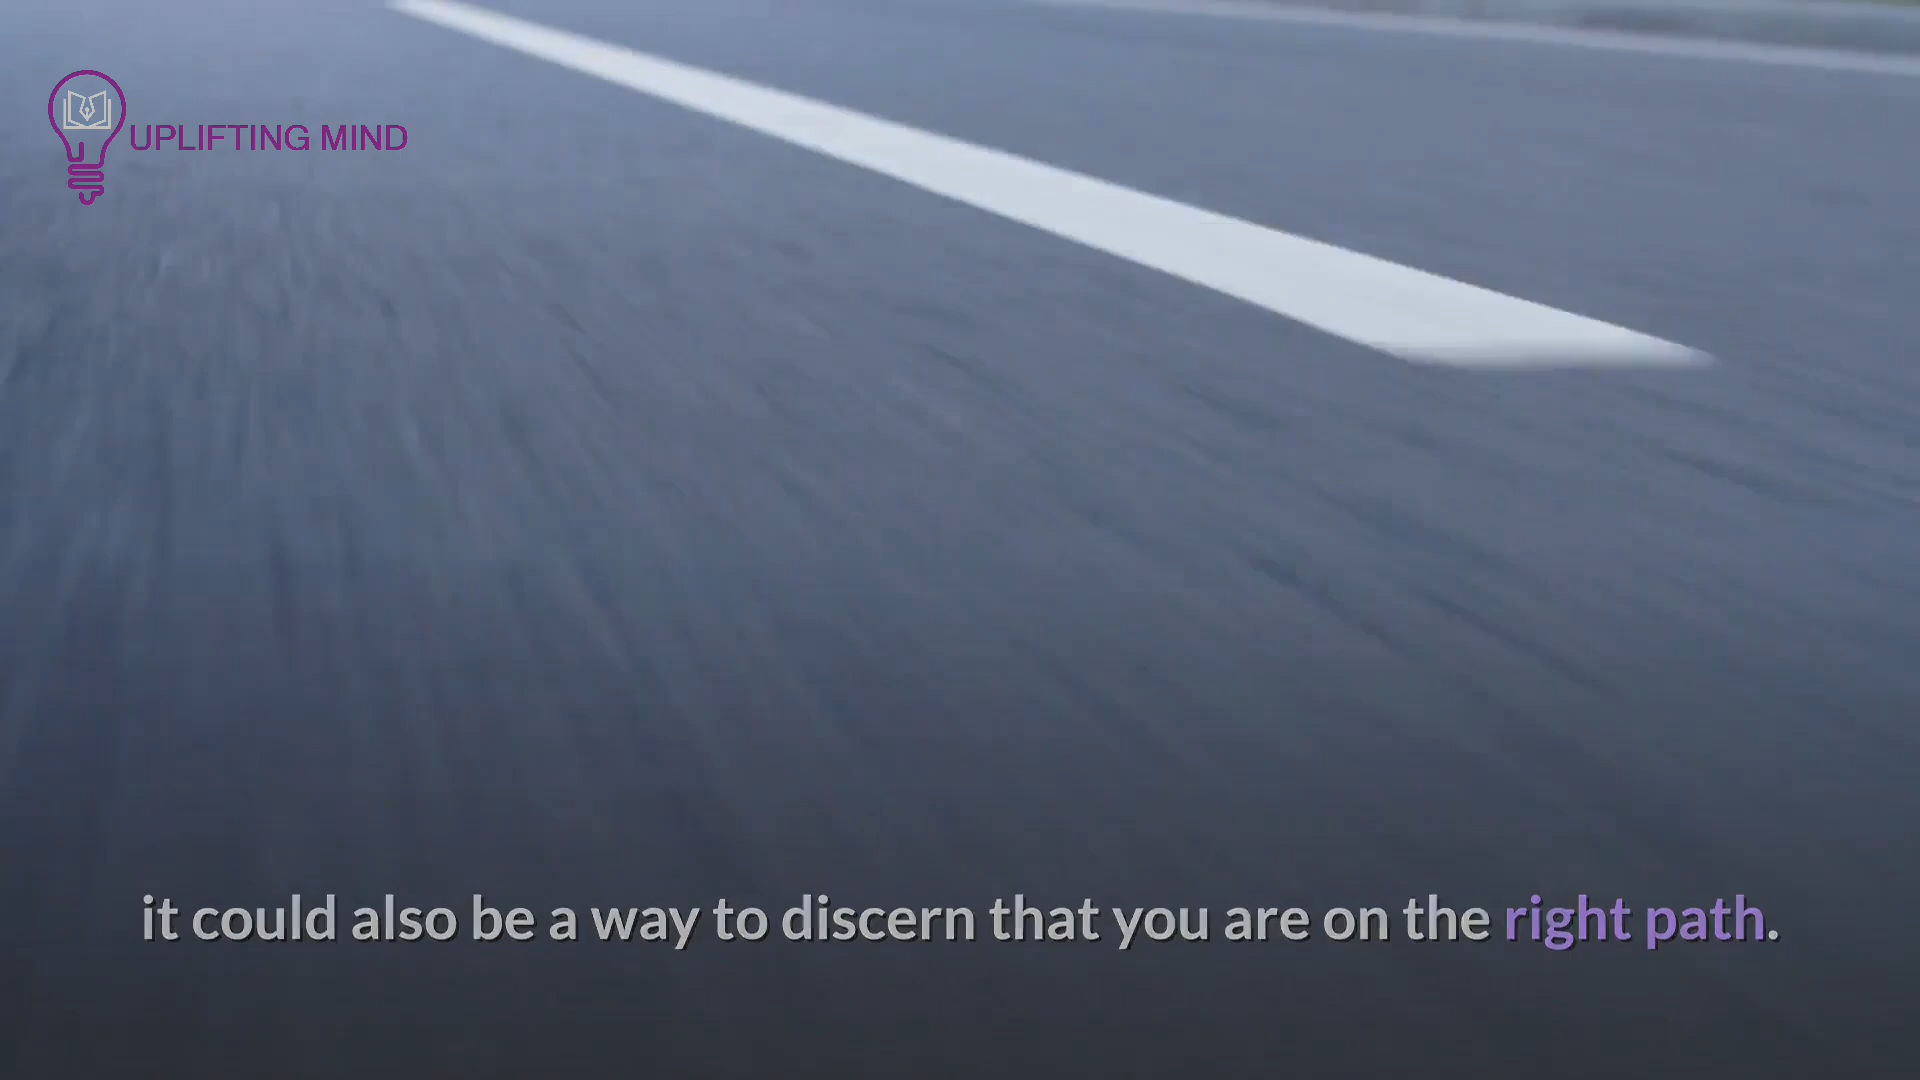 UPLIFTING MIND
it could also be a way to discern that you are on the right path.